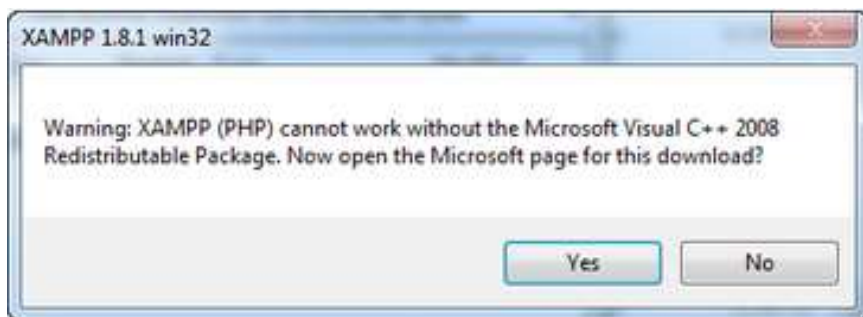 XAMPP 1.8.1 win32
Warning: XAMPP (PHP) cannot work without the Microsoft Visual C++ 2008
Redistributable Package. Now open the Microsoft page for this download?
Yes
No